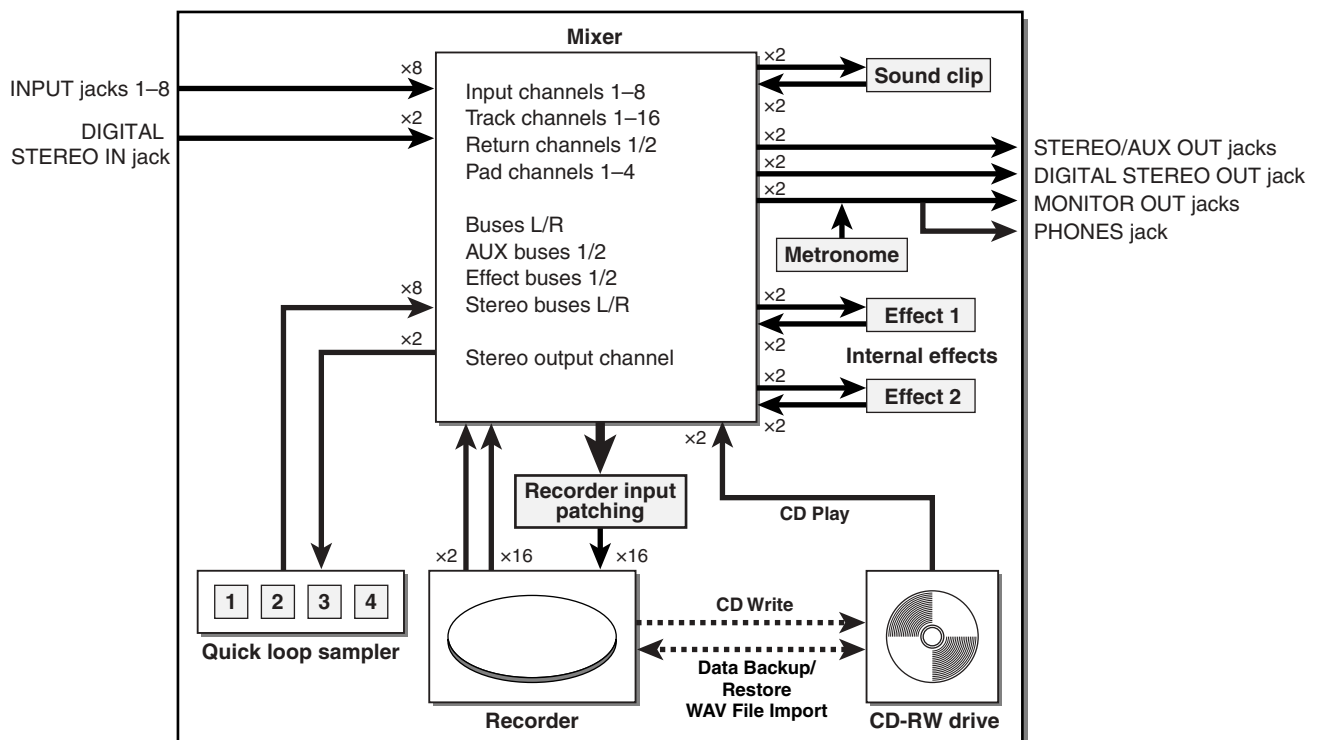 Mixer
INPUT jacks 1–8
×8
DIGITAL
STEREO IN jack
×2
Input channels 1–8
Track channels 1–16
Return channels 1/2
Pad channels 1–4
Buses L/R
AUX buses 1/2
Effect buses 1/2
Stereo buses L/R
Stereo output channel
×2
Sound clip
×2
×2
STEREO/AUX OUT jacks
×2
DIGITAL STEREO OUT jack
×2
MONITOR OUT jacks
PHONES jack
Metronome
×8
×2
×2
Effect 1
×2
Internal effects
×2
Effect 2
×2
×2
Recorder input
patching
CD Play
×2
×16
×16
1
2
3
4
Quick loop sampler
CD Write
Data Backup/
Restore
WAV File Import
Recorder
CD-RW drive